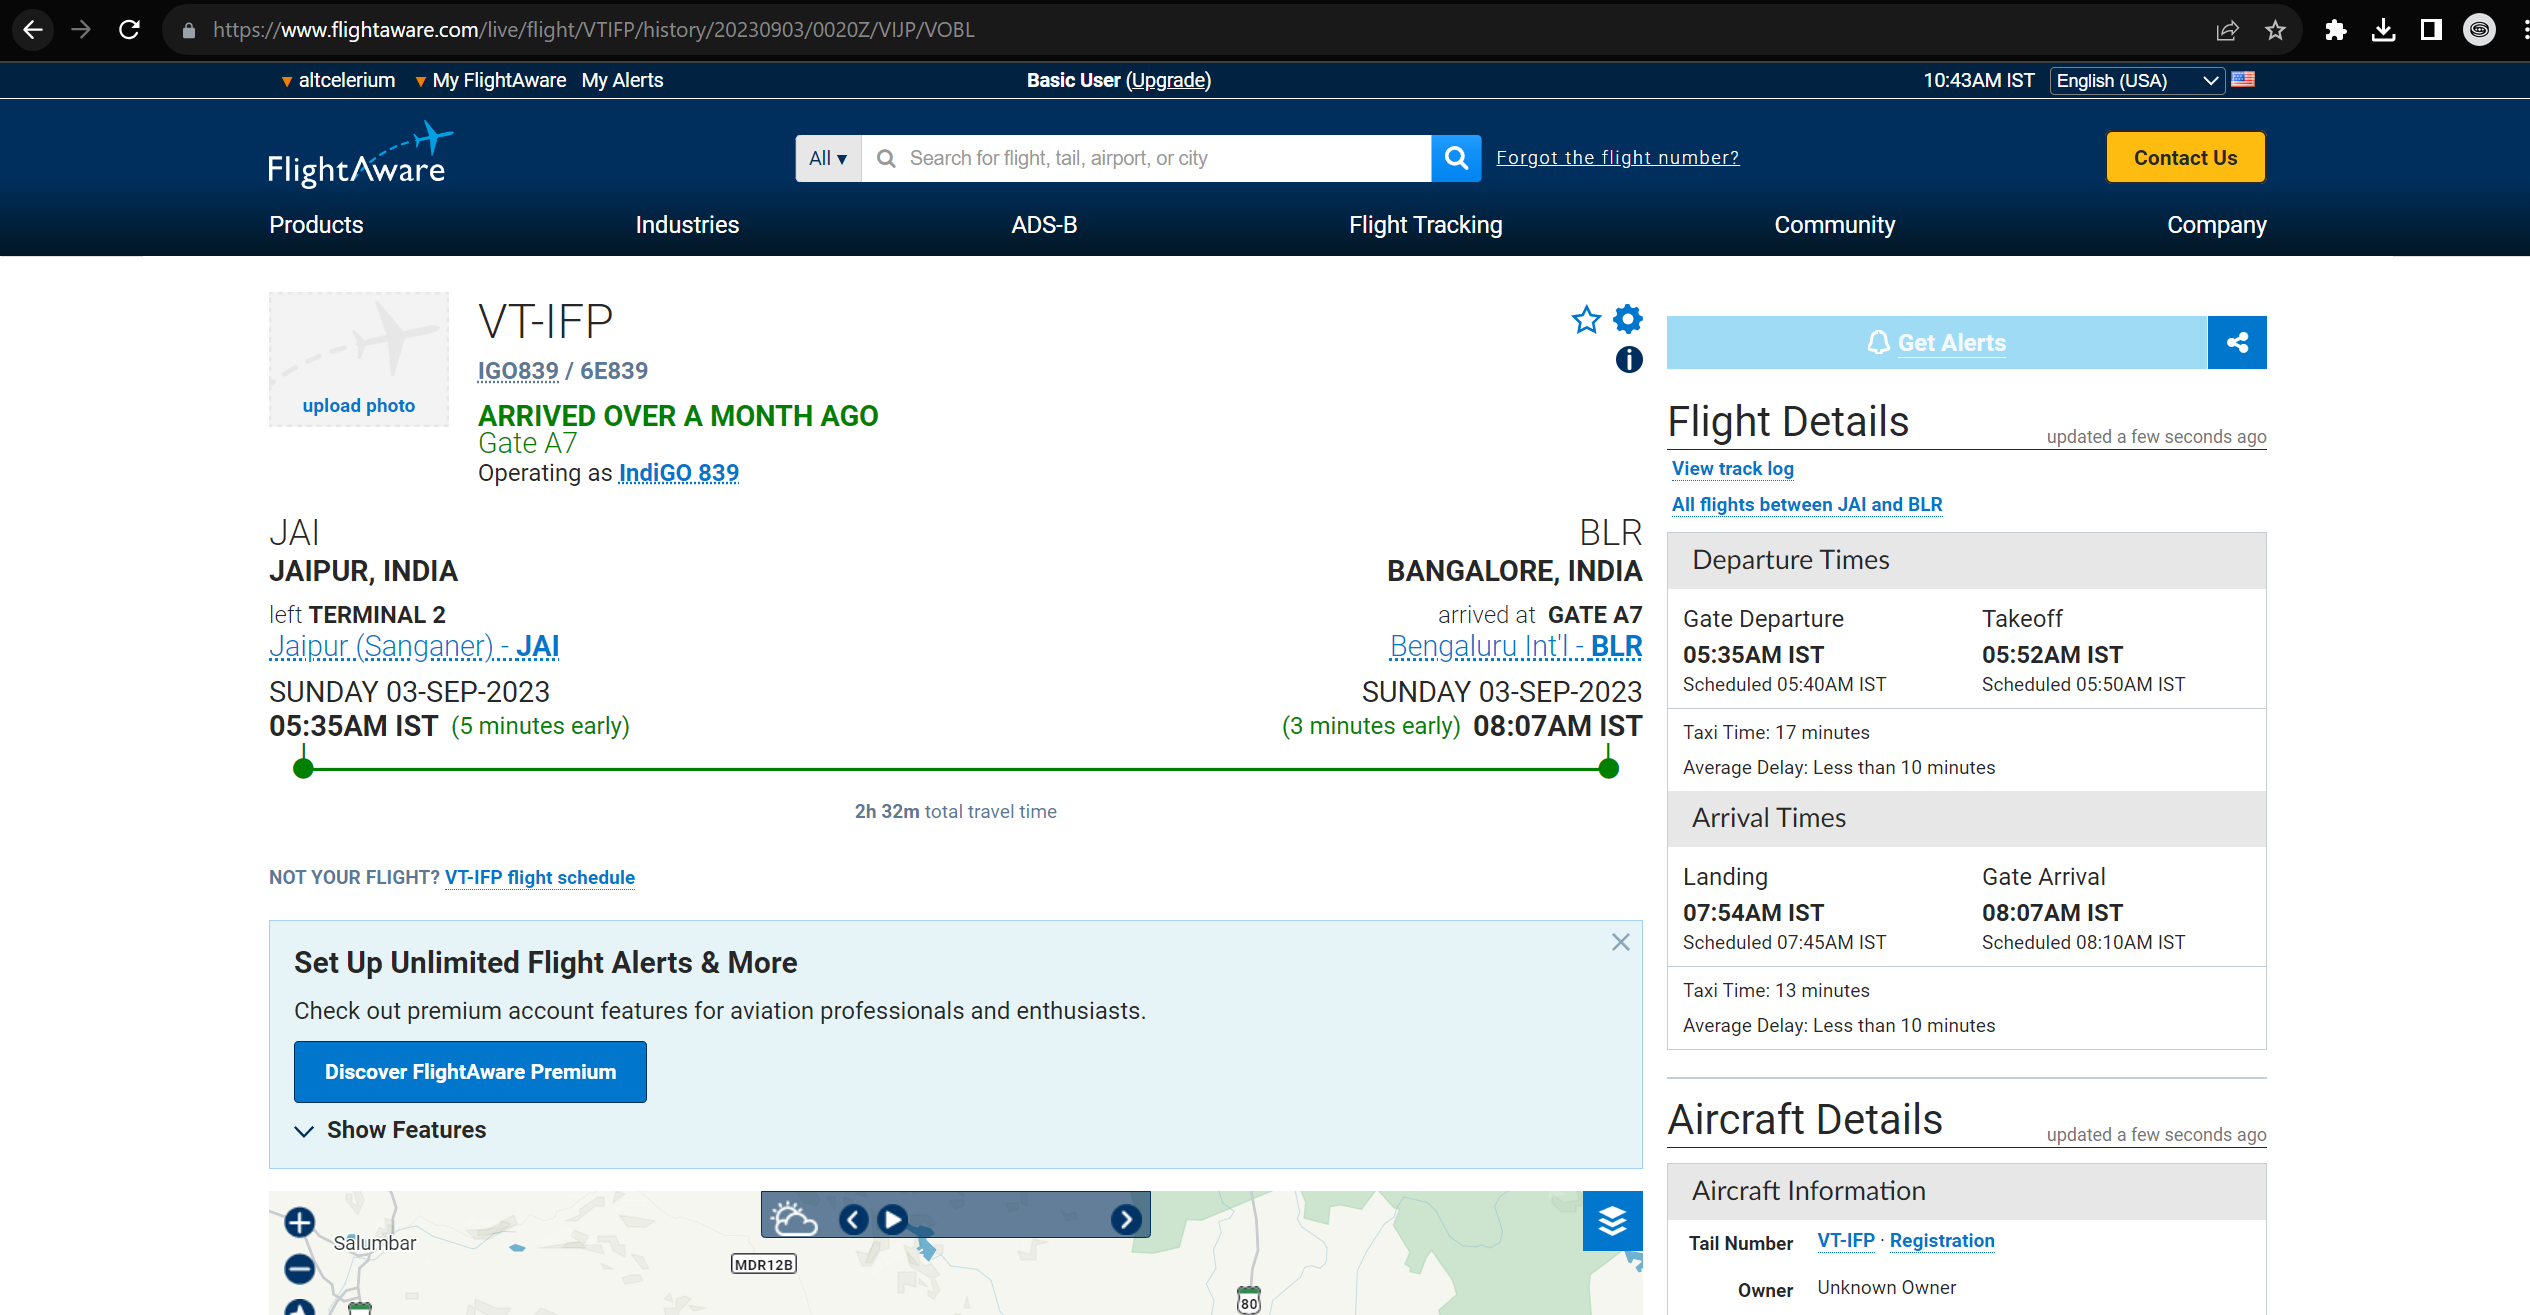 https://www.flightaware.com/live/flight/VTIFP/history/20230903/0020Z/VIJP/VOBL
▼ altcelerium ▼ My FlightAware My Alerts
Basic User (Upgrade)
10:43AM IST English (USA)
FlightAware
All ▾ Search for flight, tail, airport, or city
Forgot the flight number?
Contact Us
Products Industries ADS-B Flight Tracking Community Company
upload photo
VT-IFP
IGO839 / 6E839
ARRIVED OVER A MONTH AGO
Gate A7
Operating as IndiGO 839
JAI
JAIPUR, INDIA
left TERMINAL 2
Jaipur (Sanganer) - JAI
SUNDAY 03-SEP-2023
05:35AM IST (5 minutes early)
BLR
BANGALORE, INDIA
arrived at GATE A7
Bengaluru Int'l - BLR
SUNDAY 03-SEP-2023
(3 minutes early) 08:07AM IST
2h 32m total travel time
NOT YOUR FLIGHT? VT-IFP flight schedule
Set Up Unlimited Flight Alerts & More
Check out premium account features for aviation professionals and enthusiasts.
Discover FlightAware Premium
Show Features
Salumbar
MDR12B
80
Get Alerts
Flight Details
updated a few seconds ago
View track log
All flights between JAI and BLR
Departure Times
Gate Departure Takeoff
05:35AM IST 05:52AM IST
Scheduled 05:40AM IST Scheduled 05:50AM IST
Taxi Time: 17 minutes
Average Delay: Less than 10 minutes
Arrival Times
Landing Gate Arrival
07:54AM IST 08:07AM IST
Scheduled 07:45AM IST Scheduled 08:10AM IST
Taxi Time: 13 minutes
Average Delay: Less than 10 minutes
Aircraft Details
updated a few seconds ago
Aircraft Information
Tail Number VT-IFP · Registration
Owner Unknown Owner